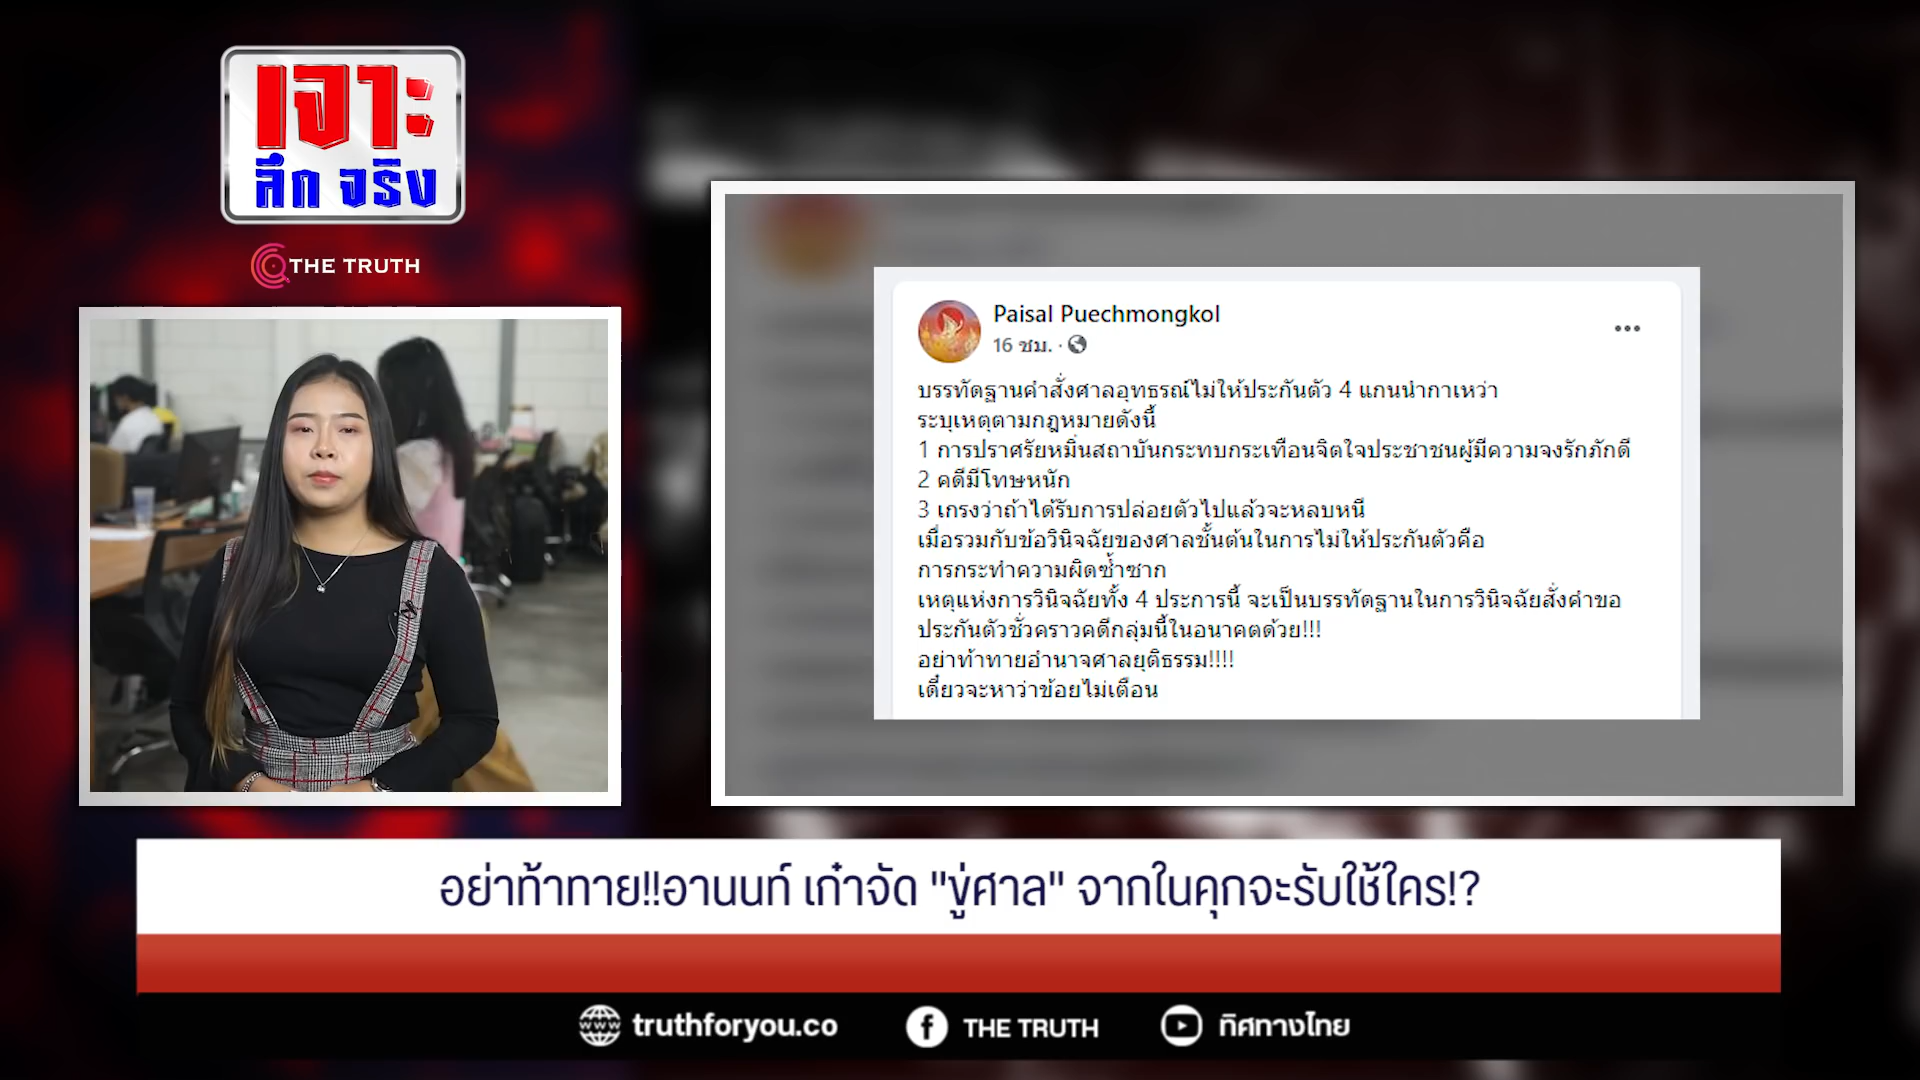 เจาะ
ลึก จริง
THE TRUTH
Paisal Puechmongkol
16 ชม.
บรรทัดฐานคำสั่งศาลอุทธรณ์ไม่ให้ประกันตัว 4 แกนนำกาเหว่า
ระบุเหตุตามกฎหมายดังนี้
1 การปราศรัยหมิ่นสถาบันกระทบกระเทือนจิตใจประชาชนผู้มีความจงรักภักดี
2 คดีมีโทษหนัก
3 เกรงว่าถ้าได้รับการปล่อยตัวไปแล้วจะหลบหนี
เมื่อรวมกับข้อวินิจฉัยของศาลชั้นต้นในการไม่ให้ประกันตัวคือ
การกระทำความผิดซ้ำซาก
เหตุแห่งการวินิจฉัยทั้ง 4 ประการนี้ จะเป็นบรรทัดฐานในการวินิจฉัยสั่งคำขอ
ประกันตัวชั่วคราวคดีกลุ่มนี้ในอนาคตด้วย!!!
อย่าท้าทายอำนาจศาลยุติธรรม!!!!
เดี๋ยวจะหาว่าข้อยไม่เตือน
อย่าท้าทาย!!อานนท์ เก๋าจัด "ขู่ศาล" จากในคุกจะรับใช้ใคร!?
www truthforyou.co
THE TRUTH
ทิศทางไทย